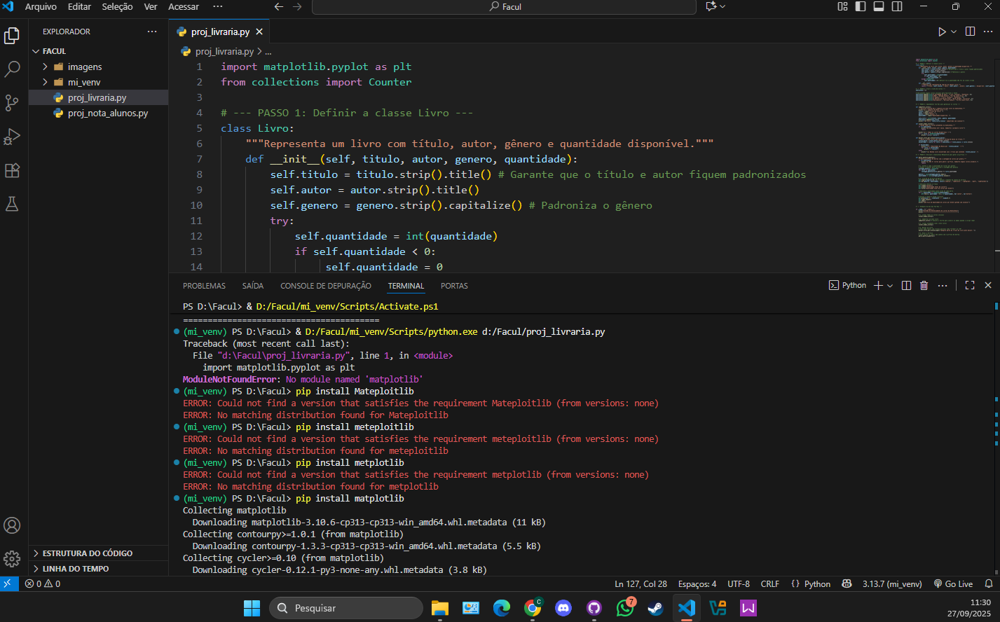 Arquivo Editar Seleção Ver Acessar ··· Facul
EXPLORADOR ···
proj_livraria.py
FACUL
imagens
mi_venv
proj_livraria.py
proj_nota_alunos.py
ESTRUTURA DO CÓDIGO
LINHA DO TEMPO
proj_livraria.py > ...
1 import matplotlib.pyplot as plt
2 from collections import Counter
3
4 # --- PASSO 1: Definir a classe Livro ---
5 class Livro:
6 """Representa um livro com título, autor, gênero e quantidade disponível."""
7 def __init__(self, titulo, autor, genero, quantidade):
8 self.titulo = titulo.strip().title() # Garante que o título e autor fiquem padronizados
9 self.autor = autor.strip().title()
10 self.genero = genero.strip().capitalize() # Padroniza o gênero
11 try:
12 self.quantidade = int(quantidade)
13 if self.quantidade < 0:
14 self.quantidade = 0
PROBLEMAS SAÍDA CONSOLE DE DEPURAÇÃO TERMINAL PORTAS Python
PS D:\Facul> & D:/Facul/mi_venv/Scripts/Activate.ps1
========================================
(mi_venv) PS D:\Facul> & D:/Facul/mi_venv/Scripts/python.exe d:/Facul/proj_livraria.py
Traceback (most recent call last):
File "d:\Facul\proj_livraria.py", line 1, in <module>
import matplotlib.pyplot as plt
ModuleNotFoundError: No module named 'matplotlib'
(mi_venv) PS D:\Facul> pip install Mateploitlib
ERROR: Could not find a version that satisfies the requirement Mateploitlib (from versions: none)
ERROR: No matching distribution found for Mateploitlib
(mi_venv) PS D:\Facul> pip install meteploitlib
ERROR: Could not find a version that satisfies the requirement meteploitlib (from versions: none)
ERROR: No matching distribution found for meteploitlib
(mi_venv) PS D:\Facul> pip install metplotlib
ERROR: Could not find a version that satisfies the requirement metplotlib (from versions: none)
ERROR: No matching distribution found for metplotlib
(mi_venv) PS D:\Facul> pip install matplotlib
Collecting matplotlib
Downloading matplotlib-3.10.6-cp313-cp313-win_amd64.whl.metadata (11 kB)
Collecting contourpy>=1.0.1 (from matplotlib)
Downloading contourpy-1.3.3-cp313-cp313-win_amd64.whl.metadata (5.5 kB)
Collecting cycler>=0.10 (from matplotlib)
Downloading cycler-0.12.1-py3-none-any.whl.metadata (3.8 kB)
0 0 Ln 127, Col 28 Espaços: 4 UTF-8 CRLF {} Python 3.13.7 (mi_venv) Go Live
Pesquisar C 7 11:30
27/09/2025